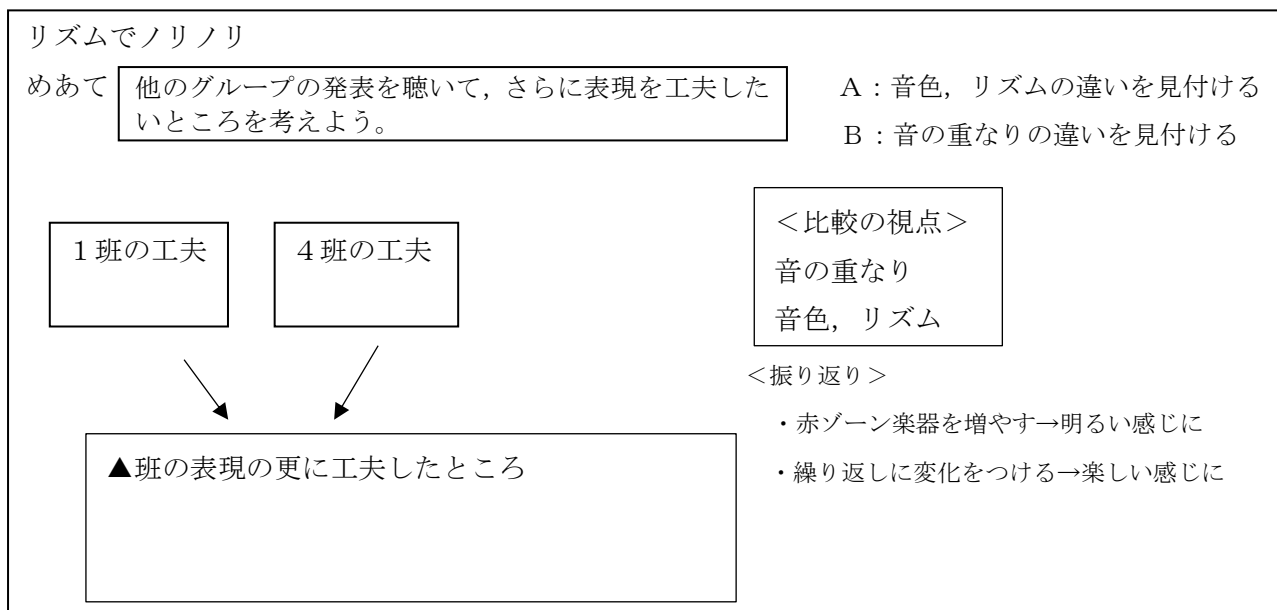 リズムでノリノリ
めあて
他のグループの発表を聴いて，さらに表現を工夫した
いところを考えよう。
Ａ：音色，リズムの違いを見付ける
Ｂ：音の重なりの違いを見付ける
１班の工夫
４班の工夫
＜比較の視点＞
音の重なり
音色，リズム
▲班の表現の更に工夫したところ
＜振り返り＞
・赤ゾーン楽器を増やす→明るい感じに
・繰り返しに変化をつける→楽しい感じに